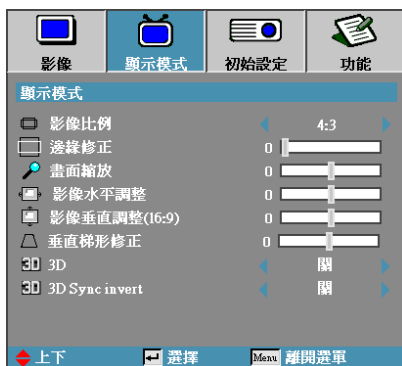 影像 顯示模式 初始設定 功能
顯示模式
影像比例 4:3
邊緣修正 0
畫面縮放 0
影像水平調整 0
影像垂直調整(16:9) 0
垂直梯形修正 0
3D 3D 關
3D 3D Sync invert 關
上下 選擇 Menu 離開選單